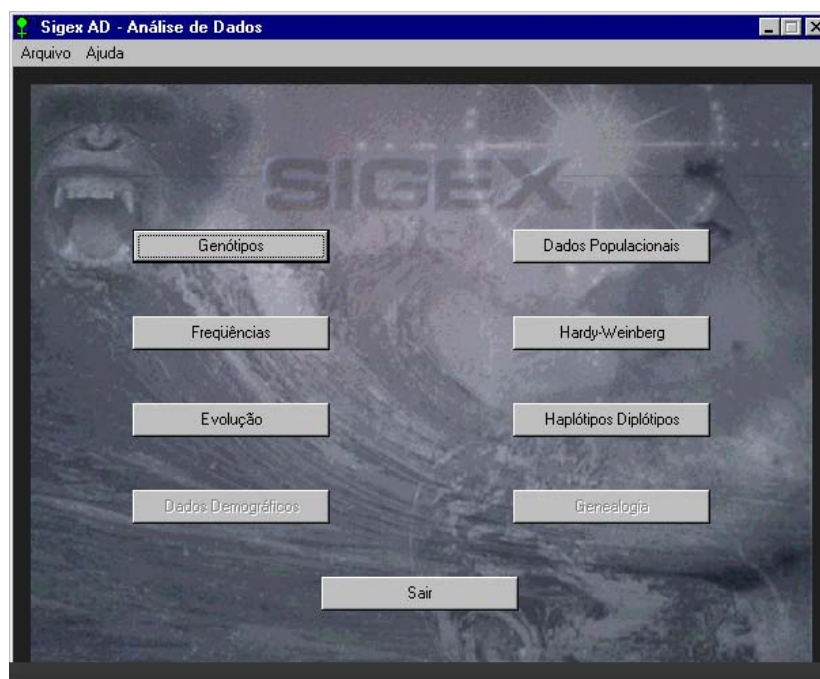 Sigex AD - Análise de Dados
Arquivo Ajuda
SIGEX
Genótipos
Dados Populacionais
Freqüências
Hardy-Weinberg
Evolução
Haplótipos Diplótipos
Dados Demográficos
Genealogia
Sair